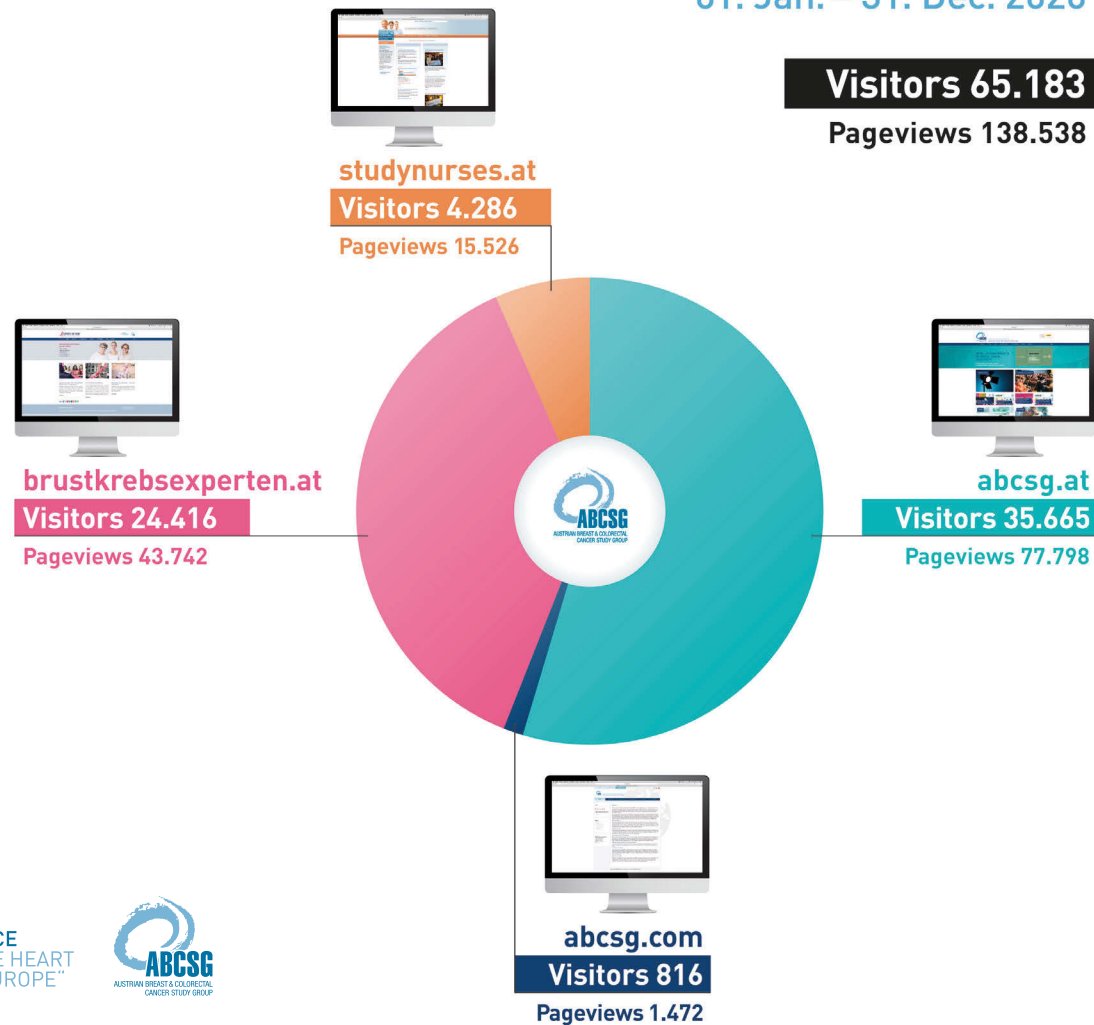 Visitors 65.183
Pageviews 138.538
studynurses.at
Visitors 4.286
Pageviews 15.526
brustkrebsexperten.at
Visitors 24.416
Pageviews 43.742
abcsg.at
Visitors 35.665
Pageviews 77.798
ABCSG
AUSTRIAN BREAST & COLORECTAL
CANCER STUDY GROUP
abcsg.com
Visitors 816
Pageviews 1.472
HEART
ABCSG
AUSTRIAN BREAST & COLORECTAL
CANCER STUDY GROUP